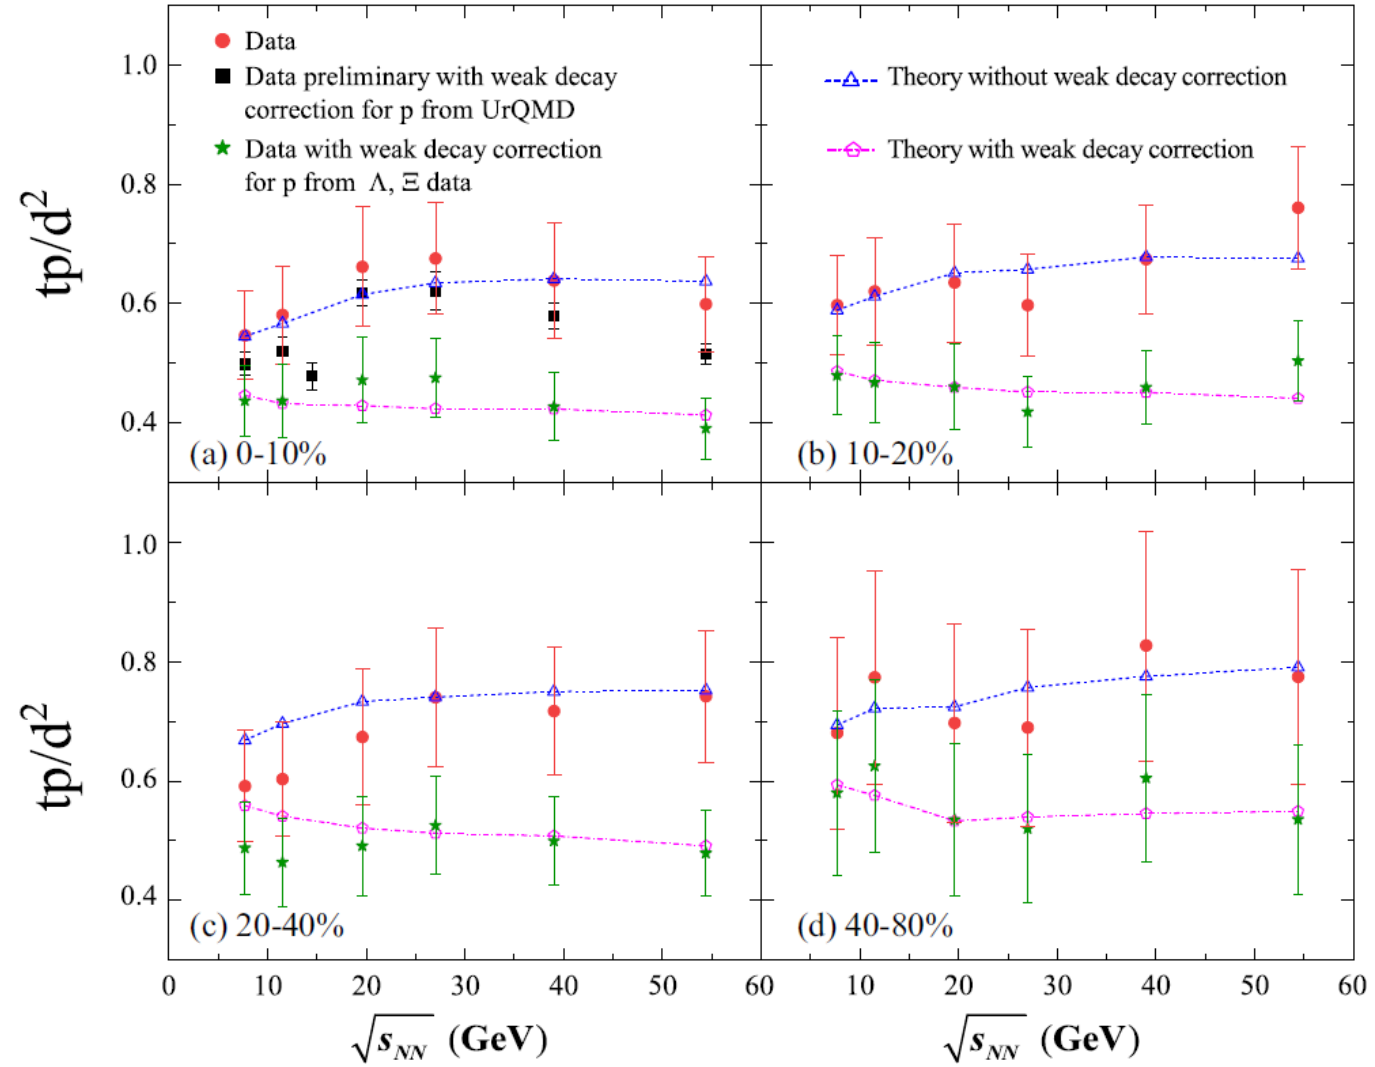 Data
Data preliminary with weak decay
correction for p from UrQMD
Data with weak decay correction
for p from Λ, Ξ data
Theory without weak decay correction
Theory with weak decay correction
1.0
0.8
0.6
0.4
tp/d²
(a) 0-10%
(b) 10-20%
1.0
0.8
0.6
0.4
tp/d²
(c) 20-40%
(d) 40-80%
0 10 20 30 40 50 60 10 20 30 40 50 60
√s_NN (GeV) √s_NN (GeV)